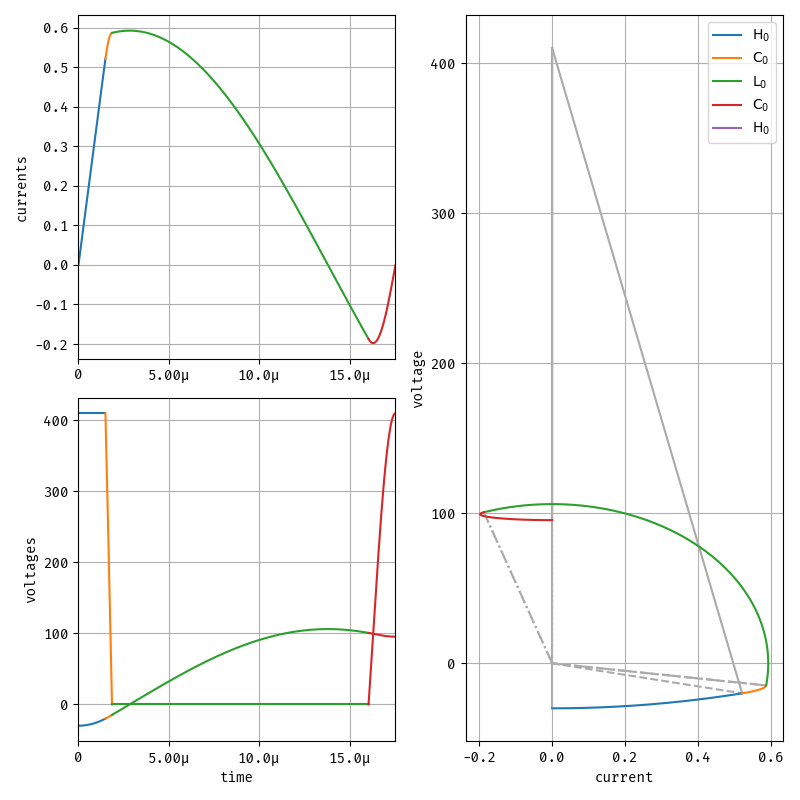 currents
0.6
0.5
0.4
0.3
0.2
0.1
0.0
-0.1
-0.2
0 5.00µ 10.0µ 15.0µ
voltages
400
300
200
100
0
0 5.00µ 10.0µ 15.0µ
time
voltage
400
300
200
100
0
-0.2 0.0 0.2 0.4 0.6
current
H₀
C₀
L₀
C₀
H₀